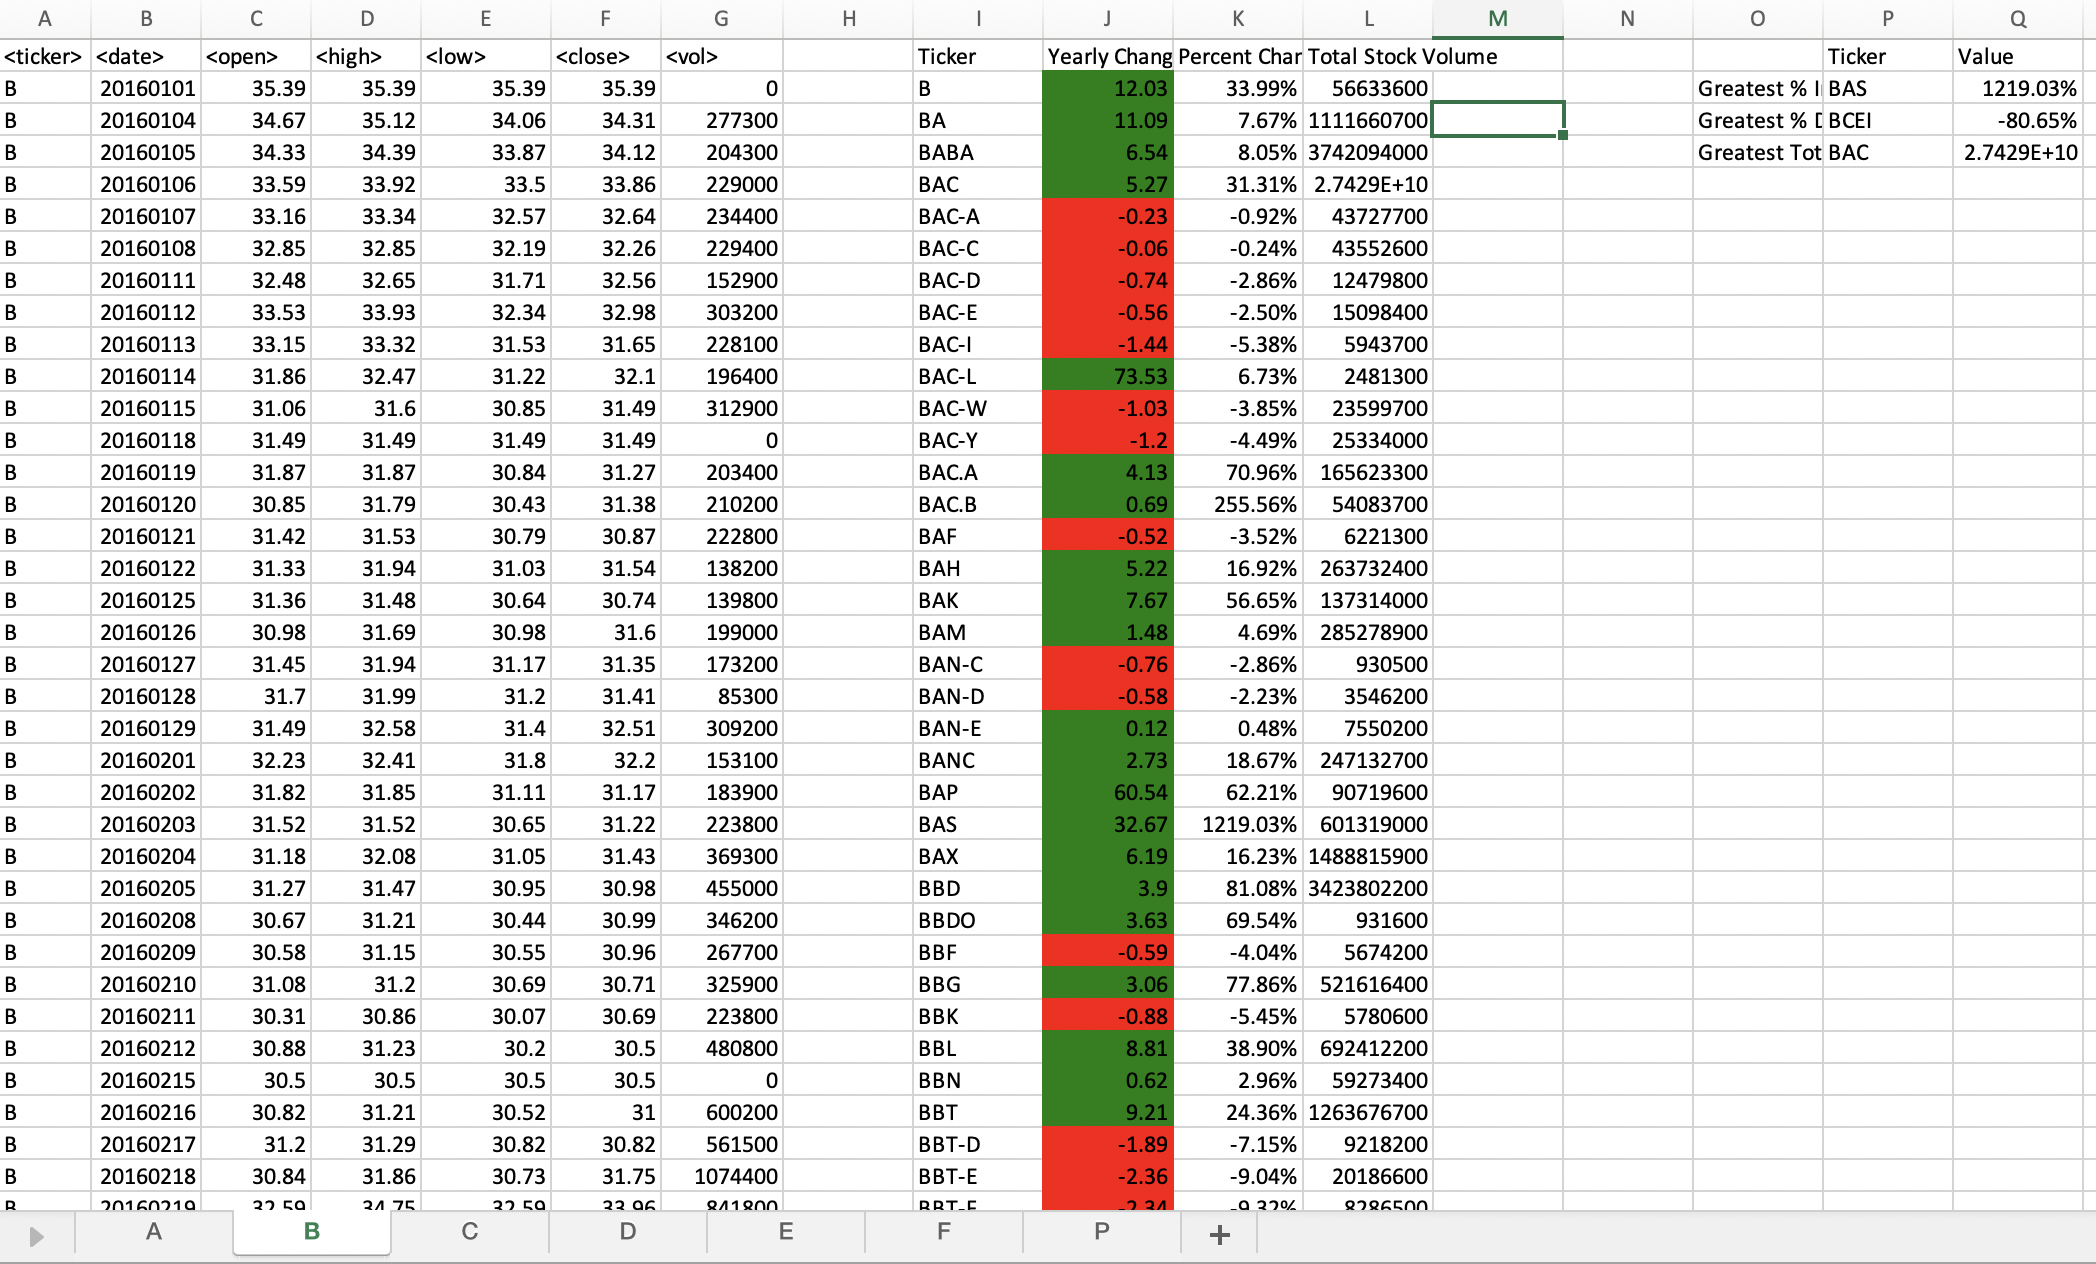 A B C D E F G H I J K L M N O P Q
<ticker> <date> <open> <high> <low> <close> <vol> Ticker Yearly Chang Percent Char Total Stock Volume Ticker Value
B 20160101 35.39 35.39 35.39 35.39 0 B 12.03 33.99% 56633600 Greatest % I BAS 1219.03%
B 20160104 34.67 35.12 34.06 34.31 277300 BA 11.09 7.67% 1111660700 Greatest % D BCEI -80.65%
B 20160105 34.33 34.39 33.87 34.12 204300 BABA 6.54 8.05% 3742094000 Greatest Tot BAC 2.7429E+10
B 20160106 33.59 33.92 33.5 33.86 229000 BAC 5.27 31.31% 2.7429E+10
B 20160107 33.16 33.34 32.57 32.64 234400 BAC-A -0.23 -0.92% 43727700
B 20160108 32.85 32.85 32.19 32.26 229400 BAC-C -0.06 -0.24% 43552600
B 20160111 32.48 32.65 31.71 32.56 152900 BAC-D -0.74 -2.86% 12479800
B 20160112 33.53 33.93 32.34 32.98 303200 BAC-E -0.56 -2.50% 15098400
B 20160113 33.15 33.32 31.53 31.65 228100 BAC-I -1.44 -5.38% 5943700
B 20160114 31.86 32.47 31.22 32.1 196400 BAC-L 73.53 6.73% 2481300
B 20160115 31.06 31.6 30.85 31.49 312900 BAC-W -1.03 -3.85% 23599700
B 20160118 31.49 31.49 31.49 31.49 0 BAC-Y -1.2 -4.49% 25334000
B 20160119 31.87 31.87 30.84 31.27 203400 BAC.A 4.13 70.96% 165623300
B 20160120 30.85 31.79 30.43 31.38 210200 BAC.B 0.69 255.56% 54083700
B 20160121 31.42 31.53 30.79 30.87 222800 BAF -0.52 -3.52% 6221300
B 20160122 31.33 31.94 31.03 31.54 138200 BAH 5.22 16.92% 263732400
B 20160125 31.36 31.48 30.64 30.74 139800 BAK 7.67 56.65% 137314000
B 20160126 30.98 31.69 30.98 31.6 199000 BAM 1.48 4.69% 285278900
B 20160127 31.45 31.94 31.17 31.35 173200 BAN-C -0.76 -2.86% 930500
B 20160128 31.7 31.99 31.2 31.41 85300 BAN-D -0.58 -2.23% 3546200
B 20160129 31.49 32.58 31.4 32.51 309200 BAN-E 0.12 0.48% 7550200
B 20160201 32.23 32.41 31.8 32.2 153100 BANC 2.73 18.67% 247132700
B 20160202 31.82 31.85 31.11 31.17 183900 BAP 60.54 62.21% 90719600
B 20160203 31.52 31.52 30.65 31.22 223800 BAS 32.67 1219.03% 601319000
B 20160204 31.18 32.08 31.05 31.43 369300 BAX 6.19 16.23% 1488815900
B 20160205 31.27 31.47 30.95 30.98 455000 BBD 3.9 81.08% 3423802200
B 20160208 30.67 31.21 30.44 30.99 346200 BBDO 3.63 69.54% 931600
B 20160209 30.58 31.15 30.55 30.96 267700 BBF -0.59 -4.04% 5674200
B 20160210 31.08 31.2 30.69 30.71 325900 BBG 3.06 77.86% 521616400
B 20160211 30.31 30.86 30.07 30.69 223800 BBK -0.88 -5.45% 5780600
B 20160212 30.88 31.23 30.2 30.5 480800 BBL 8.81 38.90% 692412200
B 20160215 30.5 30.5 30.5 30.5 0 BBN 0.62 2.96% 59273400
B 20160216 30.82 31.21 30.52 31 600200 BBT 9.21 24.36% 1263676700
B 20160217 31.2 31.29 30.82 30.82 561500 BBT-D -1.89 -7.15% 9218200
B 20160218 30.84 31.86 30.73 31.75 1074400 BBT-E -2.36 -9.04% 20186600
B 20160219 32.59 34.75 32.59 33.96 841800 -2.34 -9.32% 8286500
A B C D E F P +